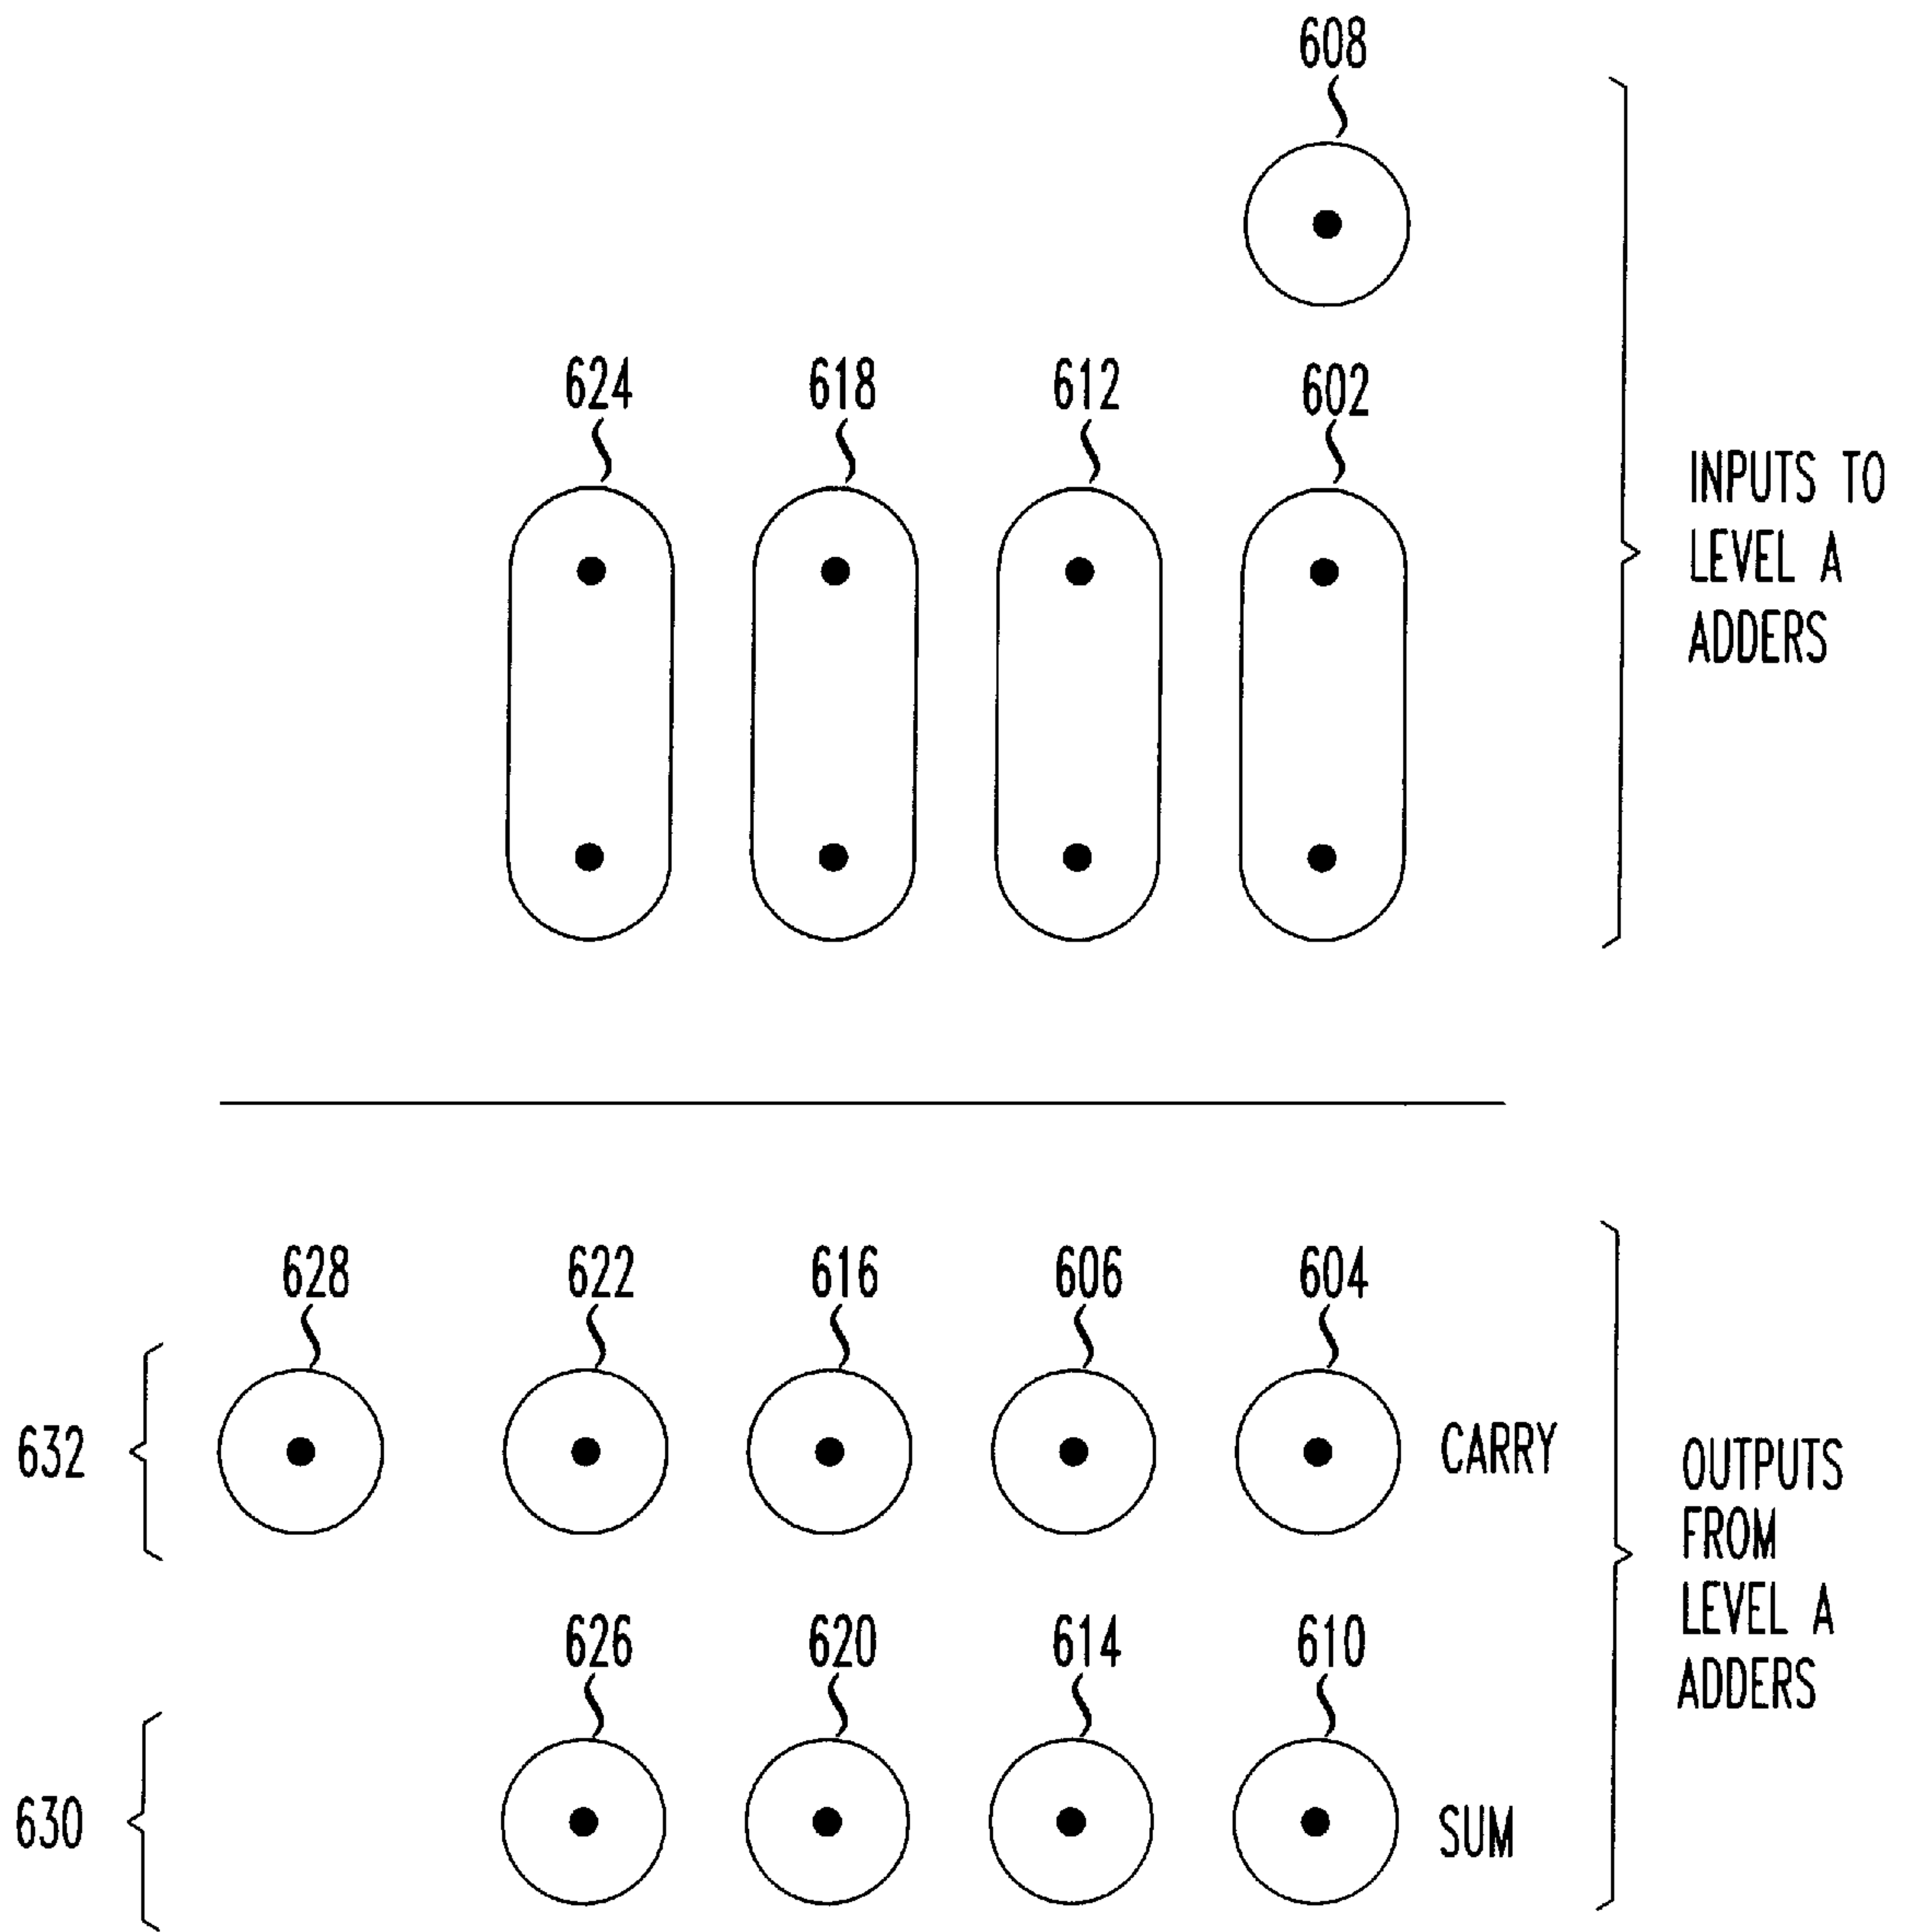 608
624 618 612 602
INPUTS TO
LEVEL A
ADDERS
628 622 616 606 604
632
CARRY
OUTPUTS
FROM
LEVEL A
ADDERS
626 620 614 610
630
SUM